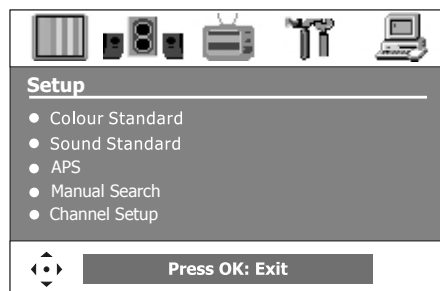 Setup
Colour Standard
Sound Standard
APS
Manual Search
Channel Setup
Press OK: Exit